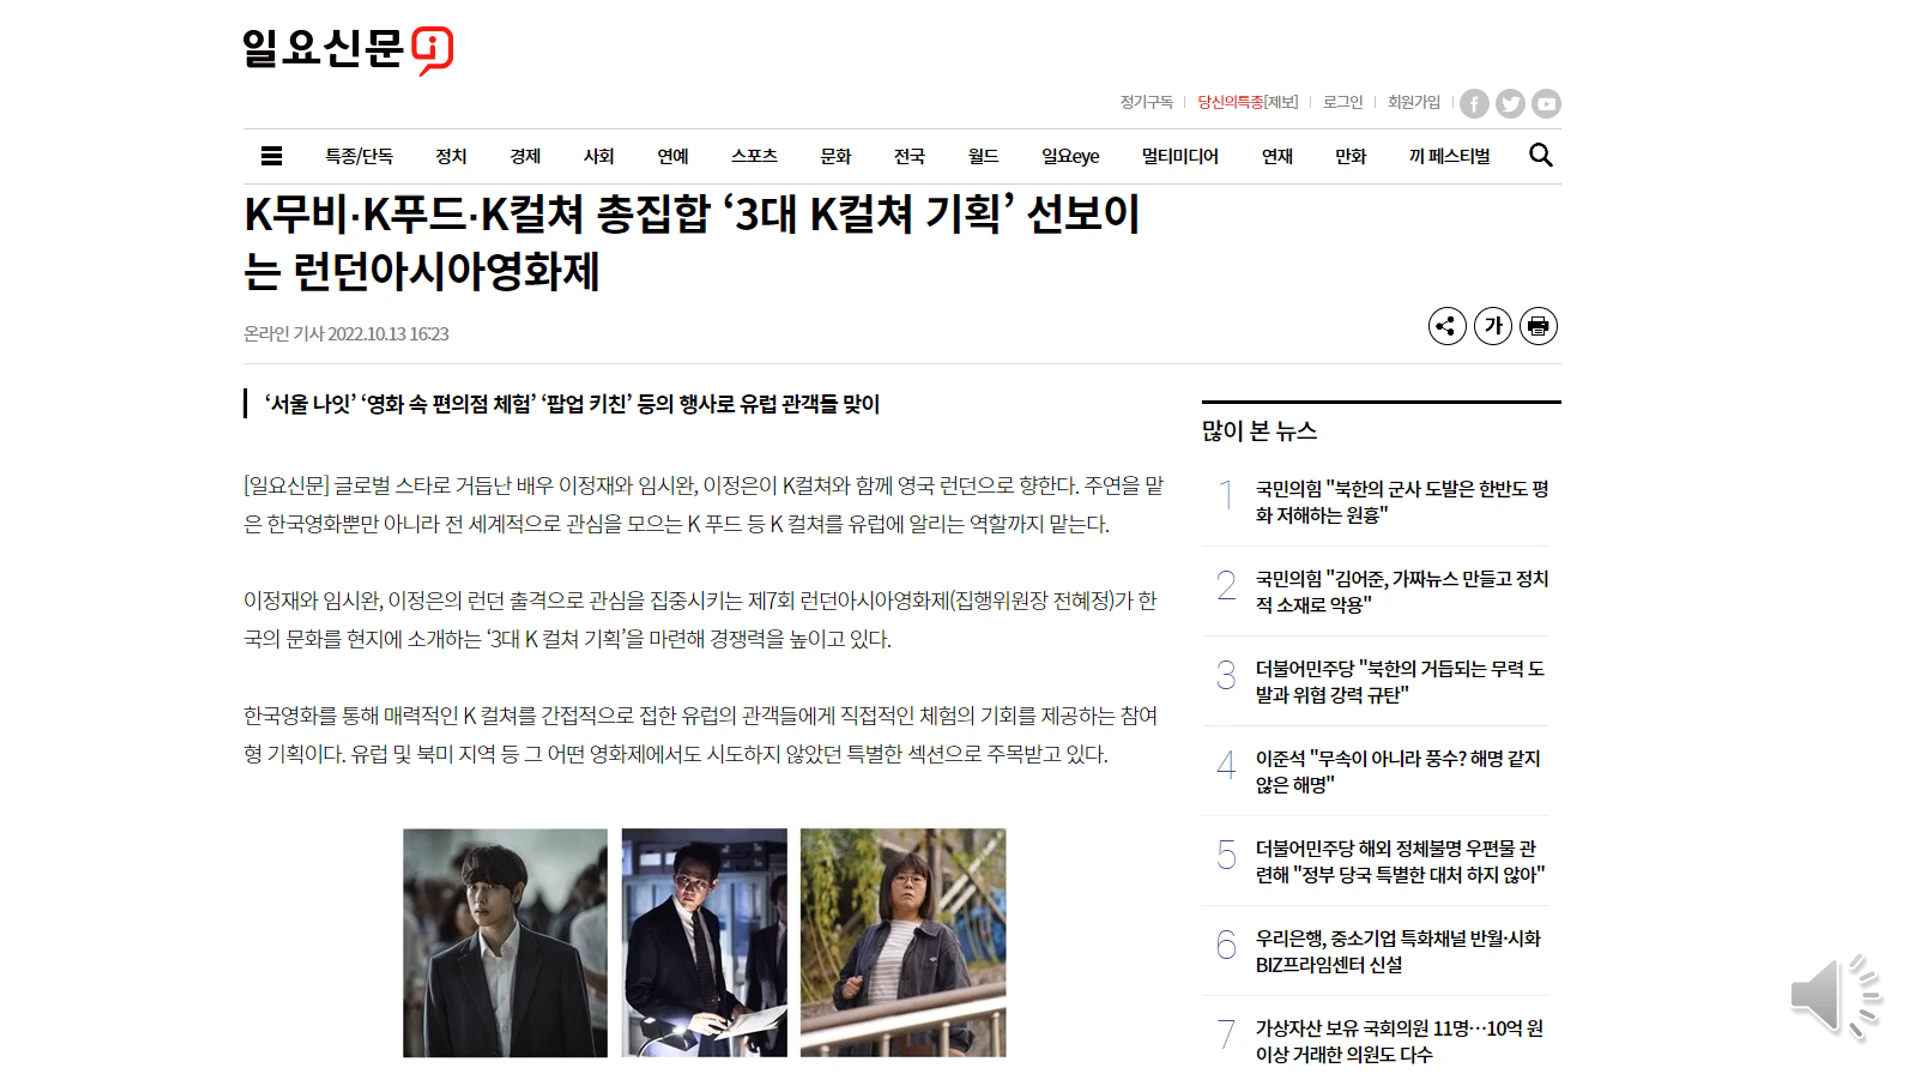 일요신문
정기구독 당신의특종[제보] 로그인 회원가입
특종/단독 정치 경제 사회 연예 스포츠 문화 전국 월드 일요eye 멀티미디어 연재 만화 끼 페스티벌
K무비·K푸드·K컬쳐 총집합 ‘3대 K컬쳐 기획’ 선보이
는 런던아시아영화제
온라인 기사 2022.10.13 16:23
가
‘서울 나잇’ ‘영화 속 편의점 체험’ ‘팝업 키친’ 등의 행사로 유럽 관객들 맞이
[일요신문] 글로벌 스타로 거듭난 배우 이정재와 임시완, 이정은이 K컬쳐와 함께 영국 런던으로 향한다. 주연을 맡
은 한국영화뿐만 아니라 전 세계적으로 관심을 모으는 K 푸드 등 K 컬쳐를 유럽에 알리는 역할까지 맡는다.
이정재와 임시완, 이정은의 런던 출격으로 관심을 집중시키는 제7회 런던아시아영화제(집행위원장 전혜정)가 한
국의 문화를 현지에 소개하는 ‘3대 K 컬쳐 기획’을 마련해 경쟁력을 높이고 있다.
한국영화를 통해 매력적인 K 컬쳐를 간접적으로 접한 유럽의 관객들에게 직접적인 체험의 기회를 제공하는 참여
형 기획이다. 유럽 및 북미 지역 등 그 어떤 영화제에서도 시도하지 않았던 특별한 섹션으로 주목받고 있다.
많이 본 뉴스
1 국민의힘 "북한의 군사 도발은 한반도 평
화 저해하는 원흉"
2 국민의힘 "김어준, 가짜뉴스 만들고 정치
적 소재로 악용"
3 더불어민주당 "북한의 거듭되는 무력 도
발과 위협 강력 규탄"
4 이준석 "무속이 아니라 풍수? 해명 같지
않은 해명"
5 더불어민주당 해외 정체불명 우편물 관
련해 "정부 당국 특별한 대처 하지 않아"
6 우리은행, 중소기업 특화채널 반월·시화
BIZ프라임센터 신설
7 가상자산 보유 국회의원 11명…10억 원
이상 거래한 의원도 다수